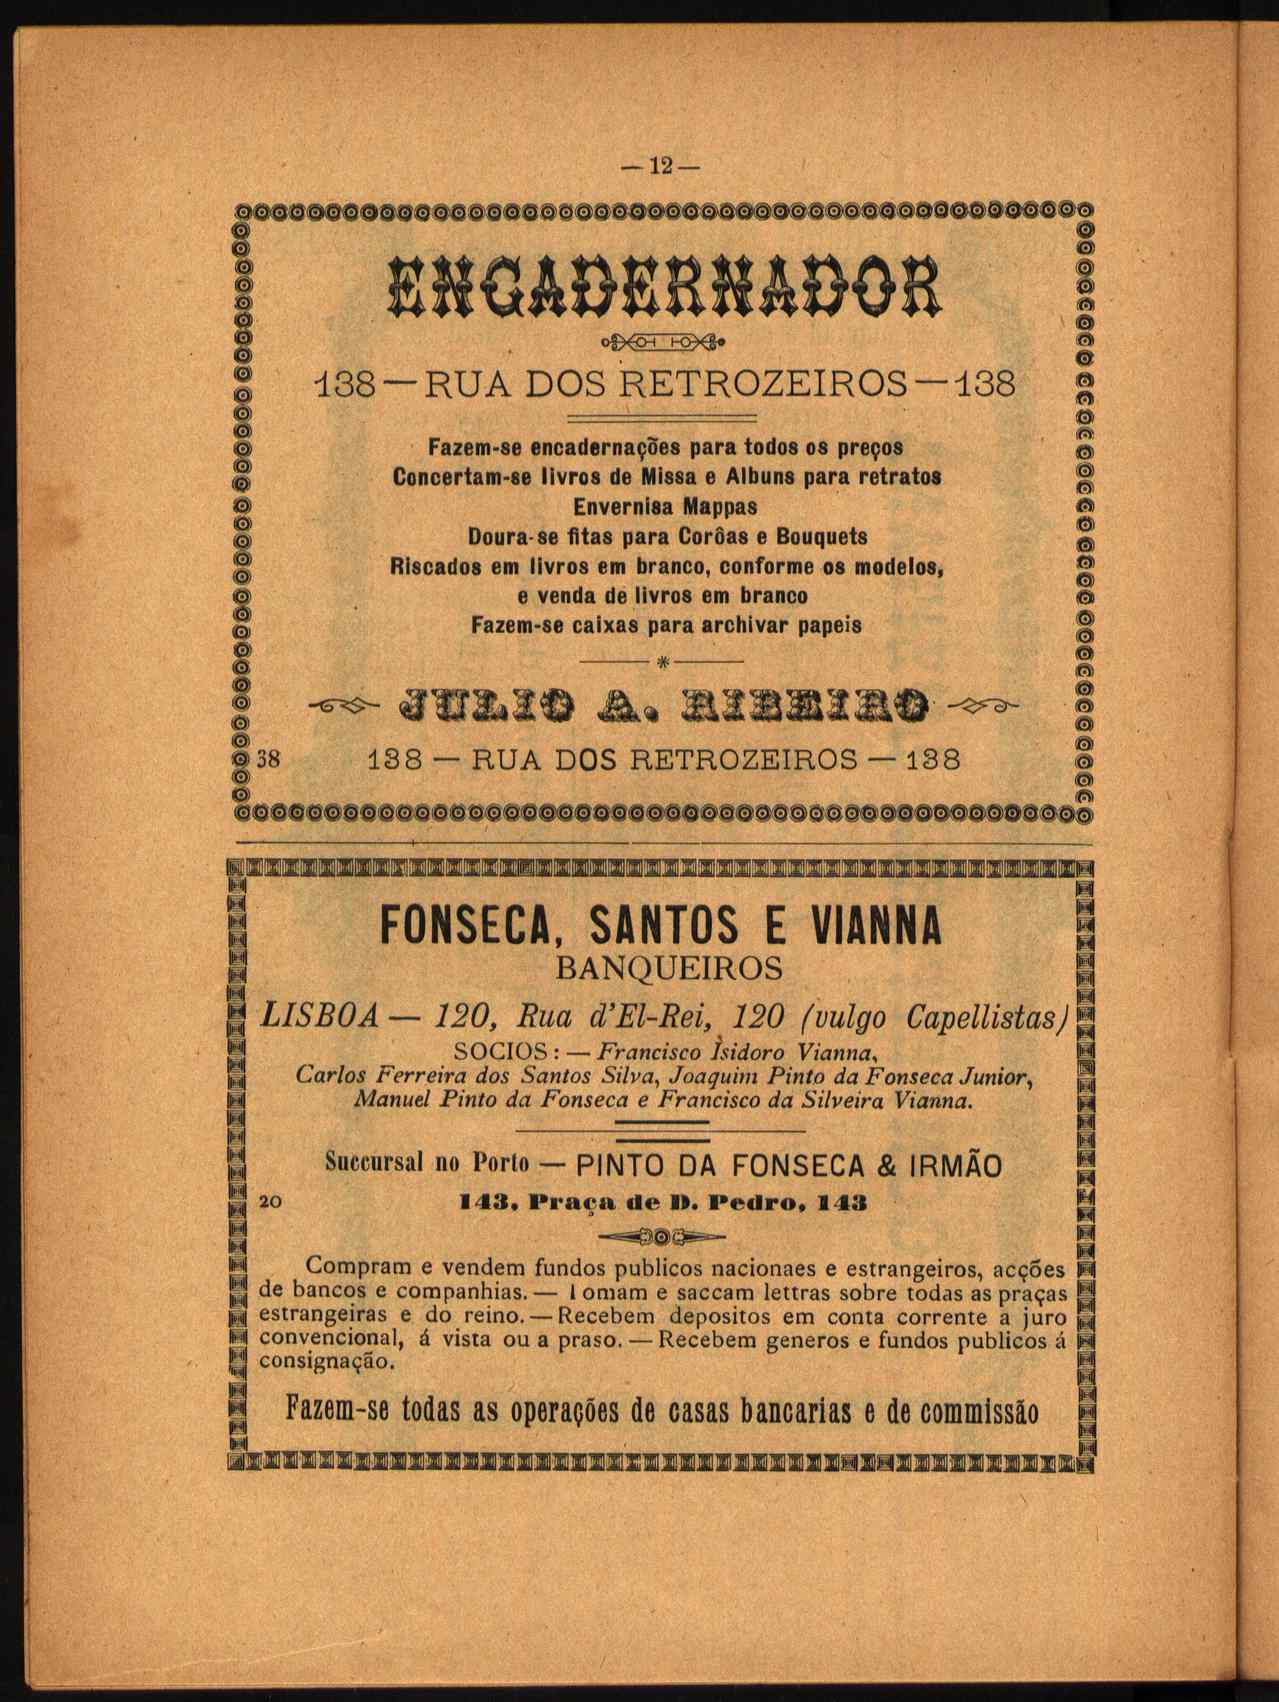 — 12 —
ENCADERNADOR
138 — RUA DOS RETROZEIROS — 138
Fazem-se encadernações para todos os preços
Concertam-se livros de Missa e Albuns para retratos
Envernisa Mappas
Doura-se fitas para Corôas e Bouquets
Riscados em livros em branco, conforme os modelos,
e venda de livros em branco
Fazem-se caixas para archivar papeis
JULIO A. RIBEIRO
38 138 — RUA DOS RETROZEIROS — 138
FONSECA, SANTOS E VIANNA
BANQUEIROS
LISBOA — 120, Rua d'El-Rei, 120 (vulgo Capellistas)
SOCIOS: — Francisco Isidoro Vianna,
Carlos Ferreira dos Santos Silva, Joaquim Pinto da Fonseca Junior,
Manuel Pinto da Fonseca e Francisco da Silveira Vianna.
Succursal no Porto — PINTO DA FONSECA & IRMÃO
20 143, Praça de D. Pedro, 143
Compram e vendem fundos publicos nacionaes e estrangeiros, acções
de bancos e companhias. — Tomam e saccam lettras sobre todas as praças
estrangeiras e do reino. — Recebem depositos em conta corrente a juro
convencional, á vista ou a praso. — Recebem generos e fundos publicos á
consignação.
Fazem-se todas as operações de casas bancarias e de commissão